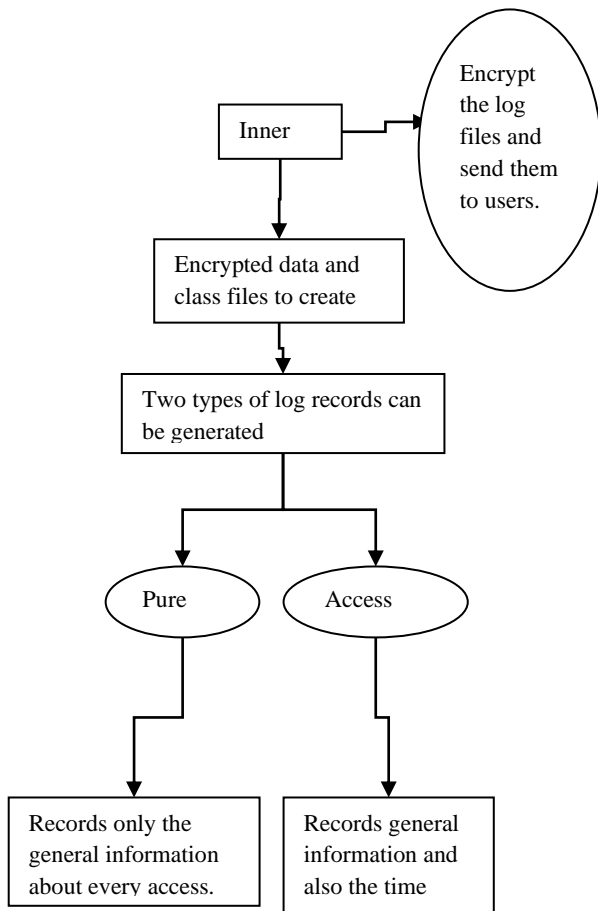 Encrypt
the log
files and
send them
to users.
Inner
Encrypted data and
class files to create
Two types of log records can
be generated
Pure
Access
Records only the
general information
about every access.
Records general
information and
also the time